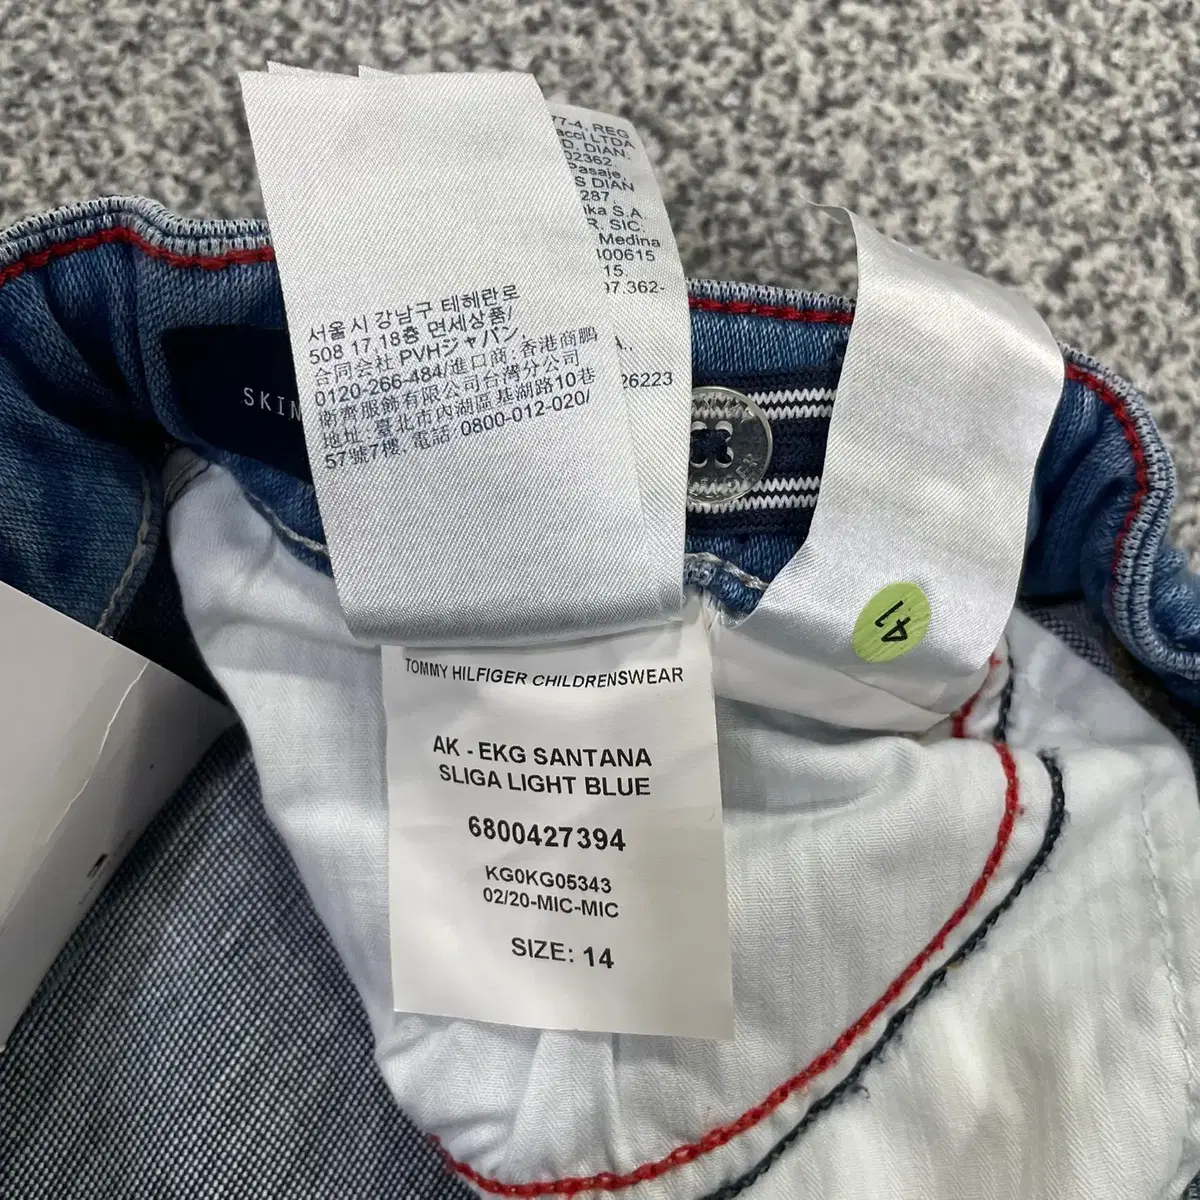 77-4, REG
acci LTDA
D. DIAN:
02362.
Pasaje,
S DIAN
287
ka S.A.
R. SIC.
Medina
400615
15.
97.362-
A..
26223
서울시 강남구 테헤란로
508 17,18층 면세상품/
合同会社 PVHジャパン,
0120-266-484/進口商:香港商鵬
衛齊服飾有限公司台灣分公司
地址. 臺北市內湖區基湖路10巷
57號7樓, 電話. 0800-012-020/
SKIN
41
TOMMY HILFIGER CHILDRENSWEAR
AK - EKG SANTANA
SLIGA LIGHT BLUE
6800427394
KG0KG05343
02/20-MIC-MIC
SIZE: 14